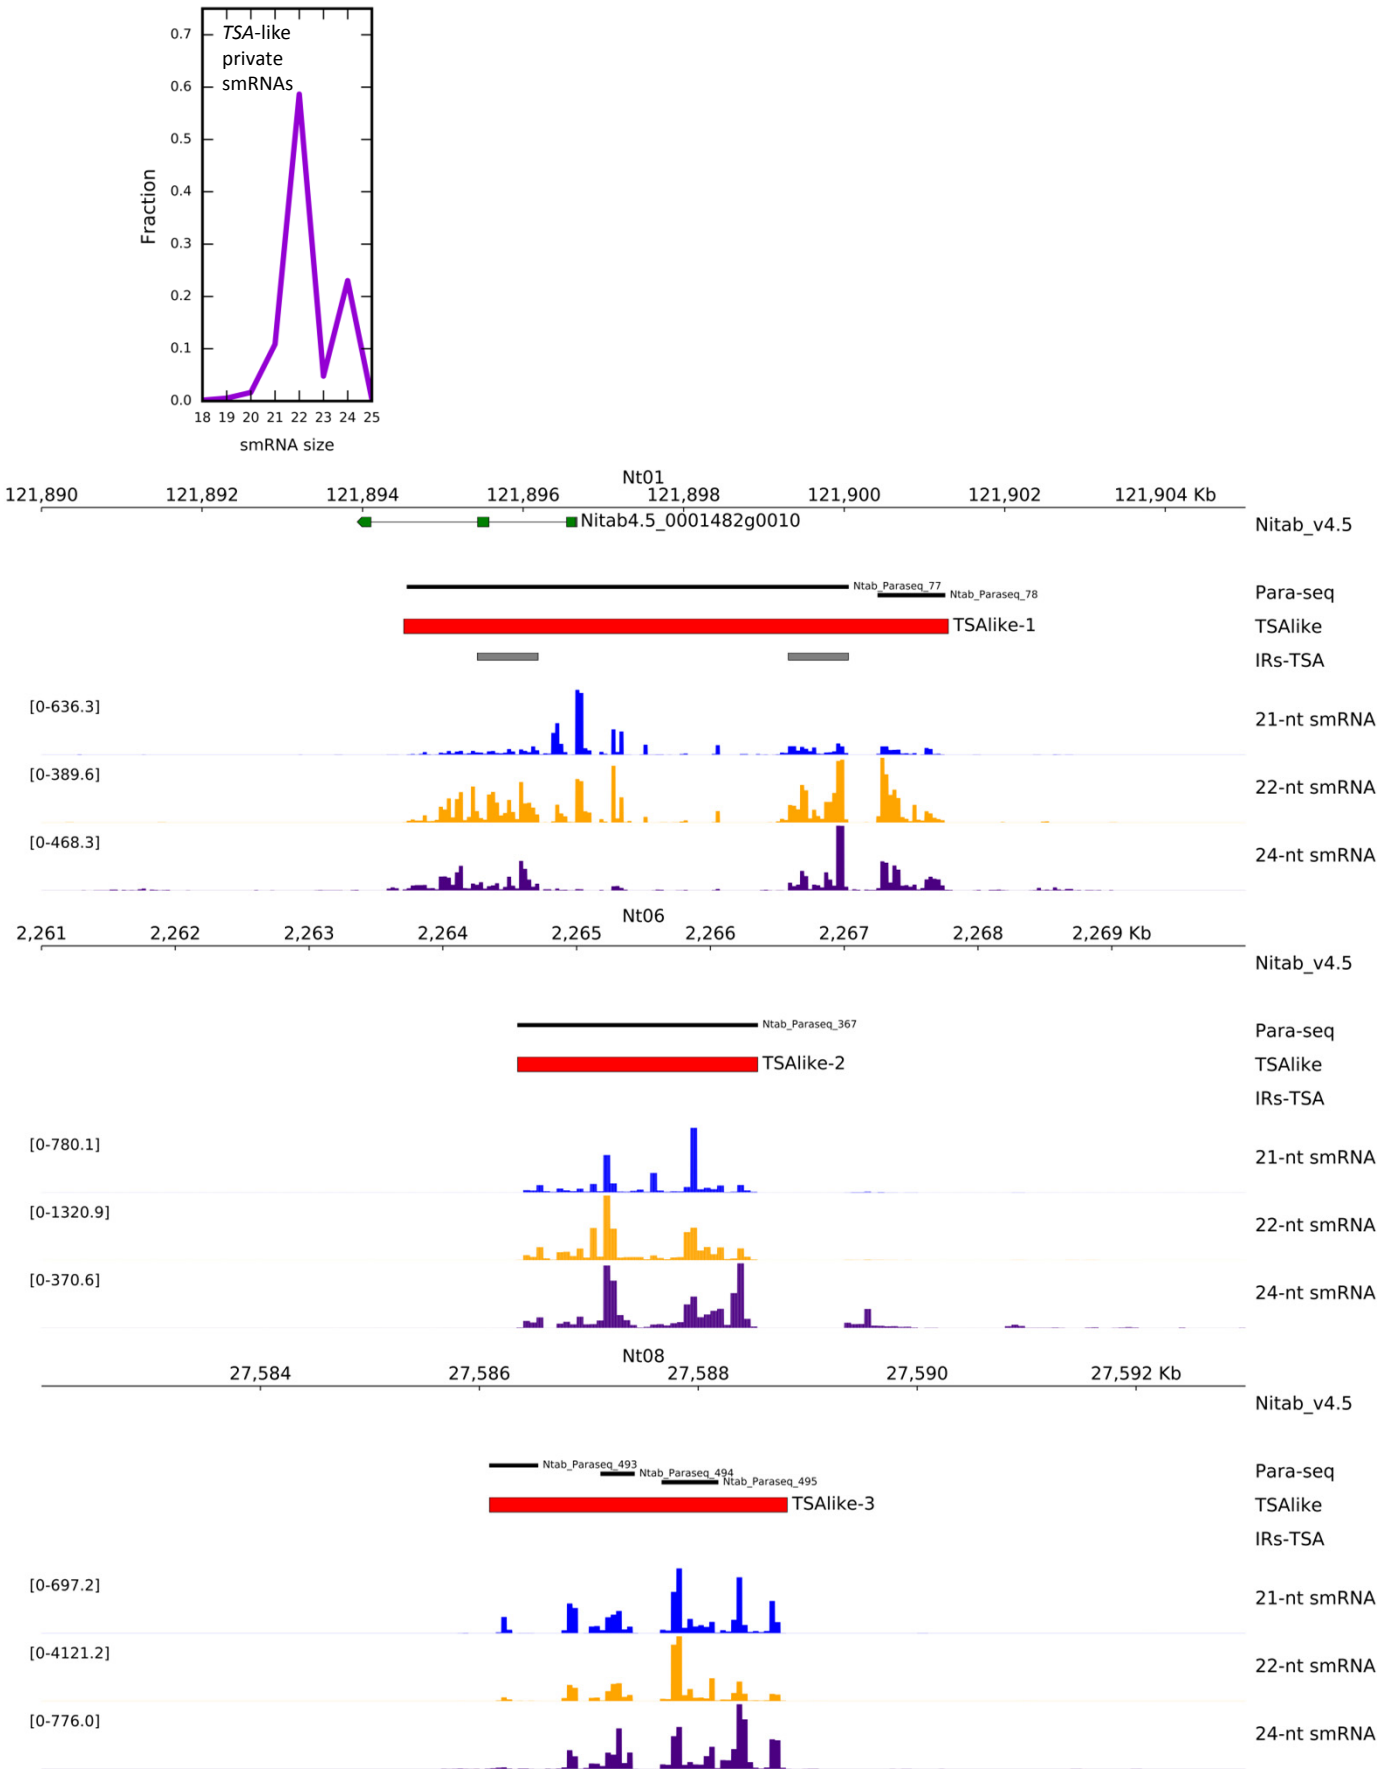 TSA-like
private
smRNAs
0.7
0.6
0.5
0.4
0.3
0.2
0.1
0.0
Fraction
18 19 20 21 22 23 24 25
smRNA size
Nt01
121,890 121,892 121,894 121,896 121,898 121,900 121,902 121,904 Kb
Nitab4.5_0001482g0010
Nitab_v4.5
Ntab_Paraseq_77
Ntab_Paraseq_78
Para-seq
TSAlike-1
TSAlike
IRs-TSA
[0-636.3]
21-nt smRNA
[0-389.6]
22-nt smRNA
[0-468.3]
24-nt smRNA
Nt06
2,261 2,262 2,263 2,264 2,265 2,266 2,267 2,268 2,269 Kb
Nitab_v4.5
Ntab_Paraseq_367
Para-seq
TSAlike-2
TSAlike
IRs-TSA
[0-780.1]
21-nt smRNA
[0-1320.9]
22-nt smRNA
[0-370.6]
24-nt smRNA
Nt08
27,584 27,586 27,588 27,590 27,592 Kb
Nitab_v4.5
Ntab_Paraseq_493
Ntab_Paraseq_494
Ntab_Paraseq_495
Para-seq
TSAlike-3
TSAlike
IRs-TSA
[0-697.2]
21-nt smRNA
[0-4121.2]
22-nt smRNA
[0-776.0]
24-nt smRNA